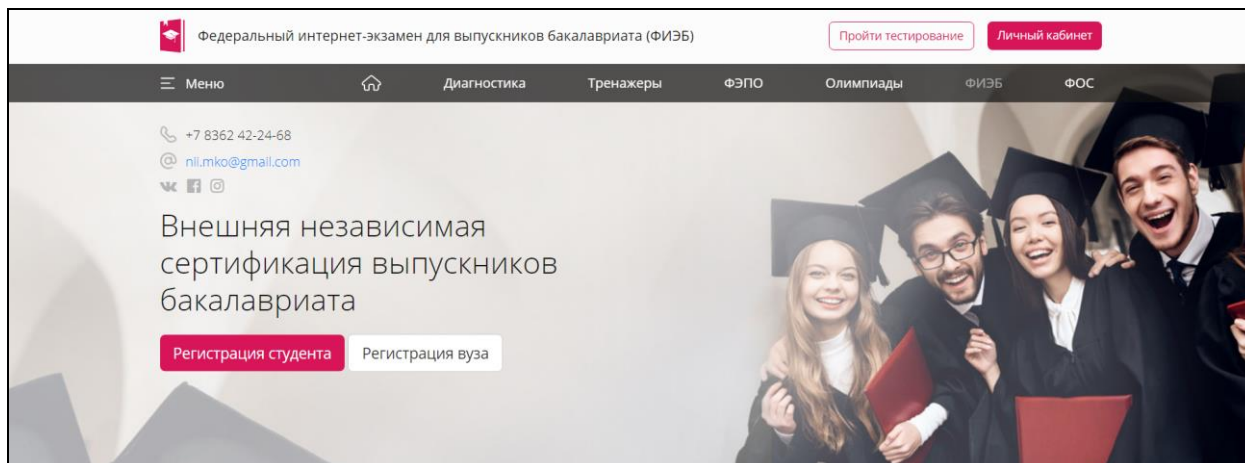 Федеральный интернет-экзамен для выпускников бакалавриата (ФИЭБ)
Пройти тестирование
Личный кабинет
Меню
Диагностика
Тренажеры
ФЭПО
Олимпиады
ФИЭБ
ФОС
+7 8362 42-24-68
nii.mko@gmail.com
Внешняя независимая
сертификация выпускников
бакалавриата
Регистрация студента
Регистрация вуза